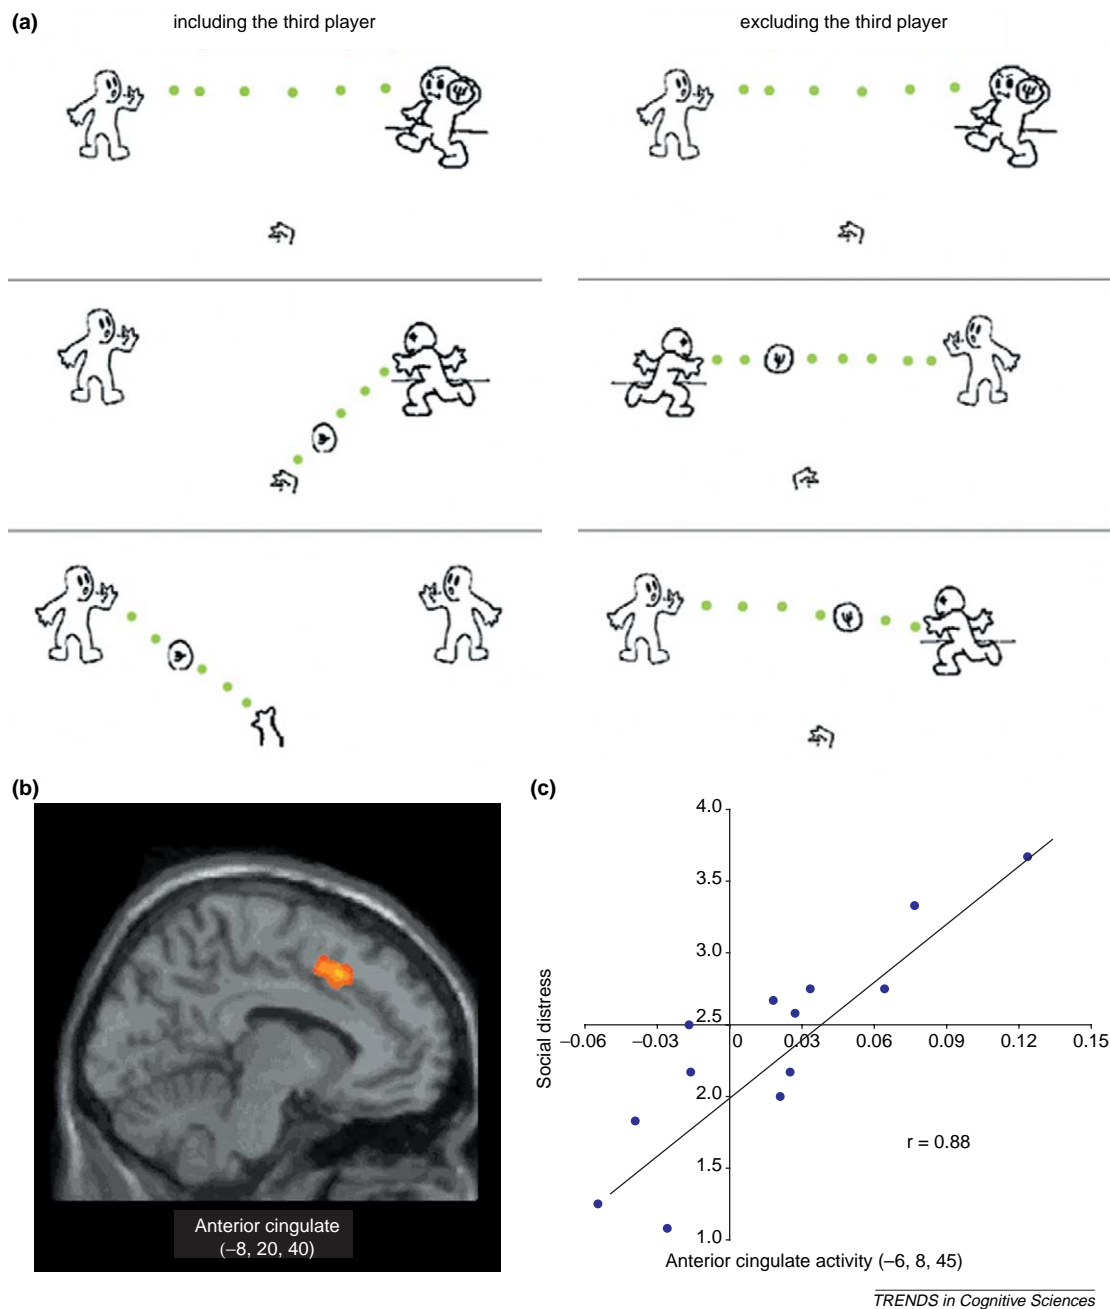 (a)
including the third player
excluding the third player
ψ
ψ
ψ
ψ
ψ
ψ
(b)
Anterior cingulate
(–8, 20, 40)
(c)
4.0
3.5
3.0
2.5
2.0
1.5
1.0
Social distress
–0.06
–0.03
0
0.03
0.06
0.09
0.12
0.15
r = 0.88
Anterior cingulate activity (–6, 8, 45)
TRENDS in Cognitive Sciences